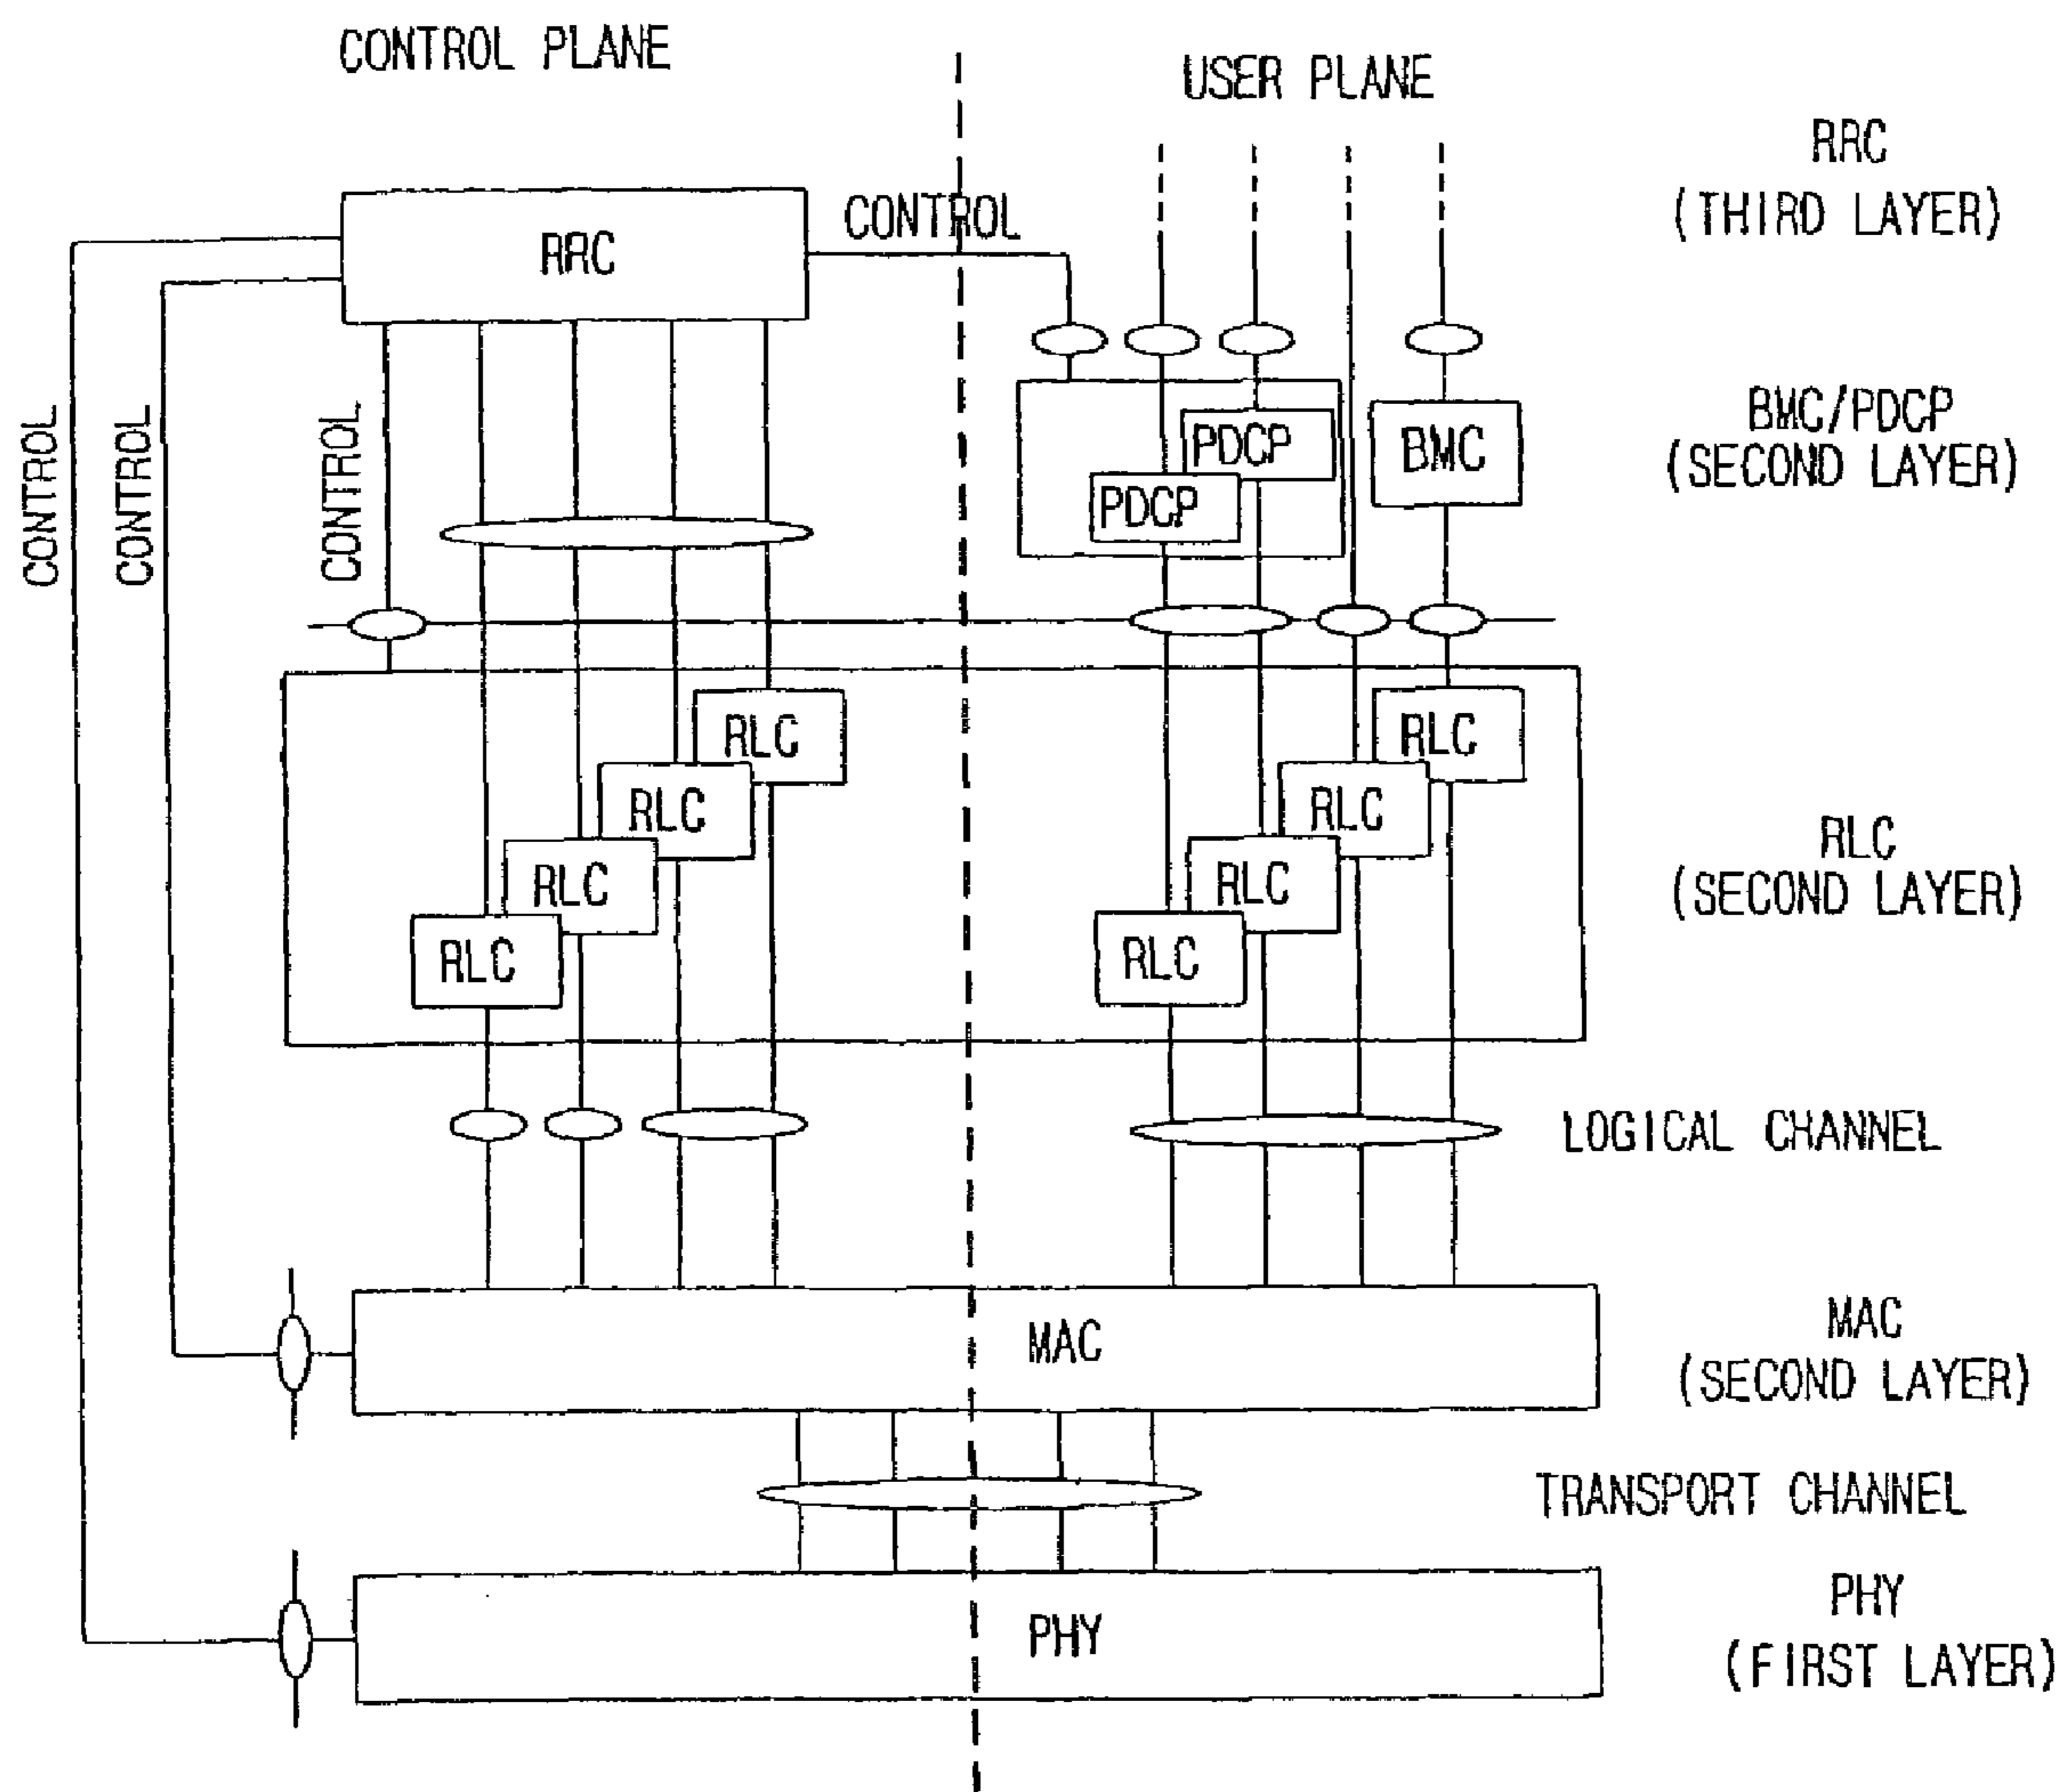 CONTROL PLANE
USER PLANE
RRC
(THIRD LAYER)
CONTROL
RRC
CONTROL
CONTROL
CONTROL
PDCP
PDCP
BMC
BMC/PDCP
(SECOND LAYER)
RLC
RLC
RLC
RLC
RLC
RLC
RLC
RLC
RLC
(SECOND LAYER)
LOGICAL CHANNEL
MAC
MAC
(SECOND LAYER)
TRANSPORT CHANNEL
PHY
PHY
(FIRST LAYER)